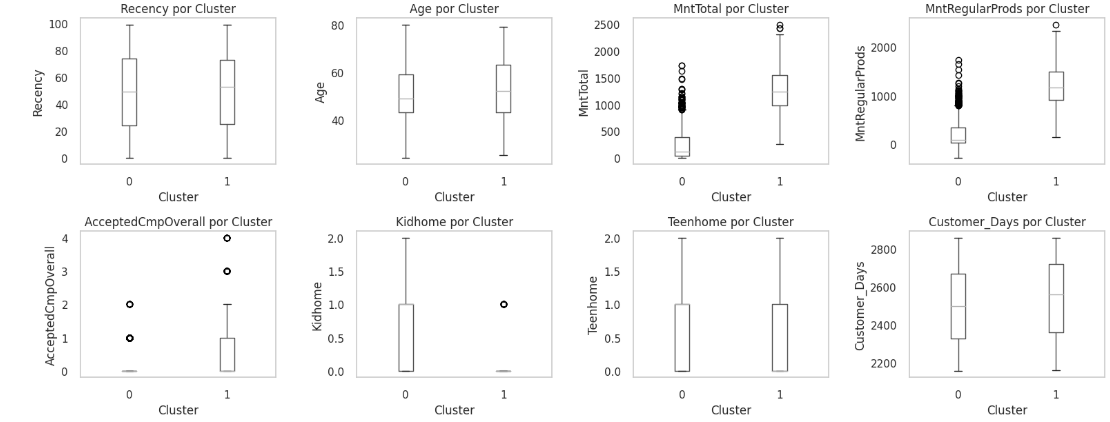 Recency por Cluster
Recency
100
80
60
40
20
0
0 1
Cluster
Age por Cluster
Age
80
60
40
0 1
Cluster
MntTotal por Cluster
MntTotal
2500
2000
1500
1000
500
0
0 1
Cluster
MntRegularProds por Cluster
MntRegularProds
2000
1000
0
0 1
Cluster
AcceptedCmpOverall por Cluster
AcceptedCmpOverall
4
3
2
1
0
0 1
Cluster
Kidhome por Cluster
Kidhome
2.0
1.5
1.0
0.5
0.0
0 1
Cluster
Teenhome por Cluster
Teenhome
2.0
1.5
1.0
0.5
0.0
0 1
Cluster
Customer_Days por Cluster
Customer_Days
2800
2600
2400
2200
0 1
Cluster